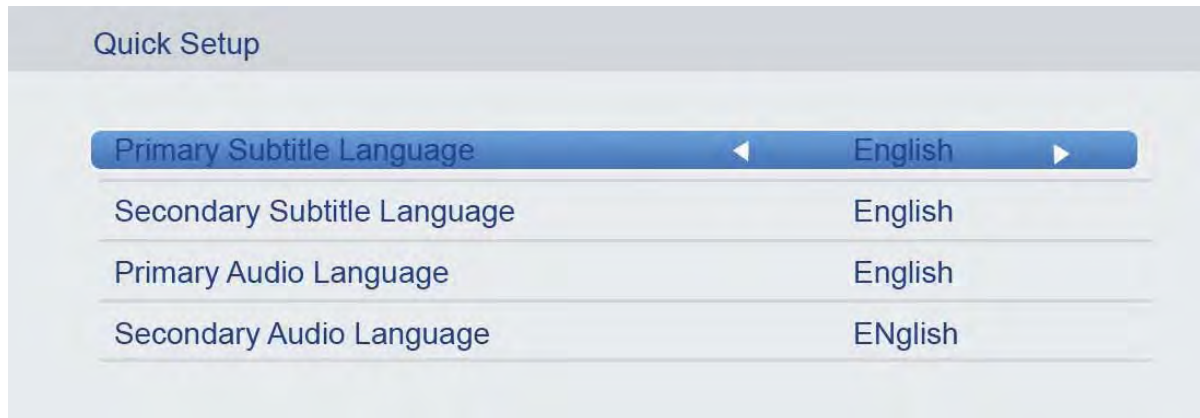 Quick Setup
Primary Subtitle Language English
Secondary Subtitle Language English
Primary Audio Language English
Secondary Audio Language ENglish